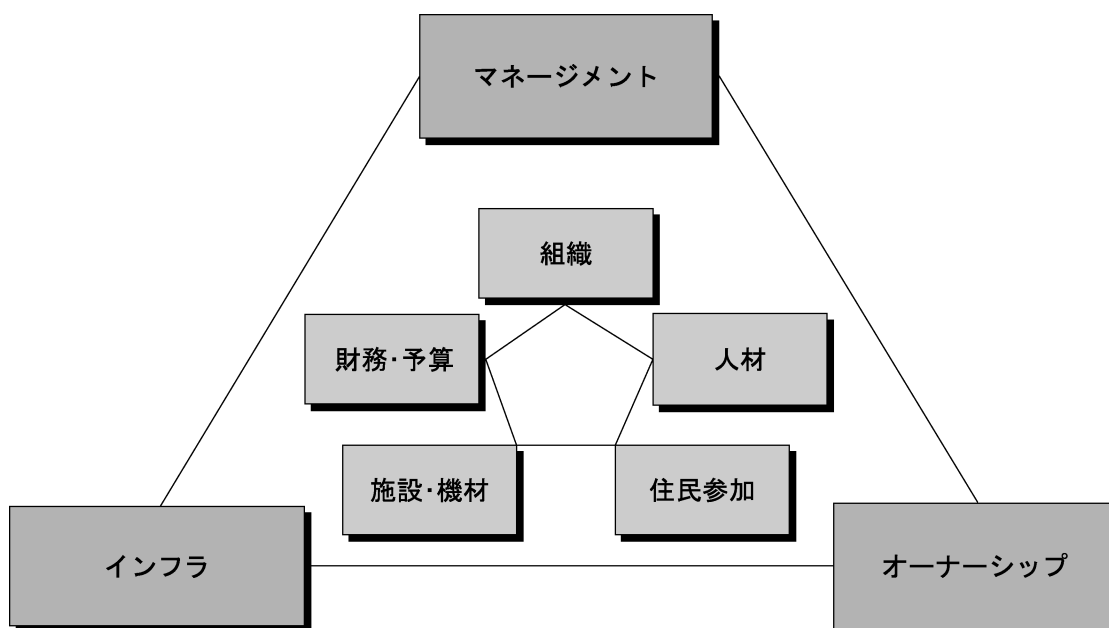 マネージメント
組織
財務･予算
人材
施設･機材
住民参加
インフラ
オーナーシップ